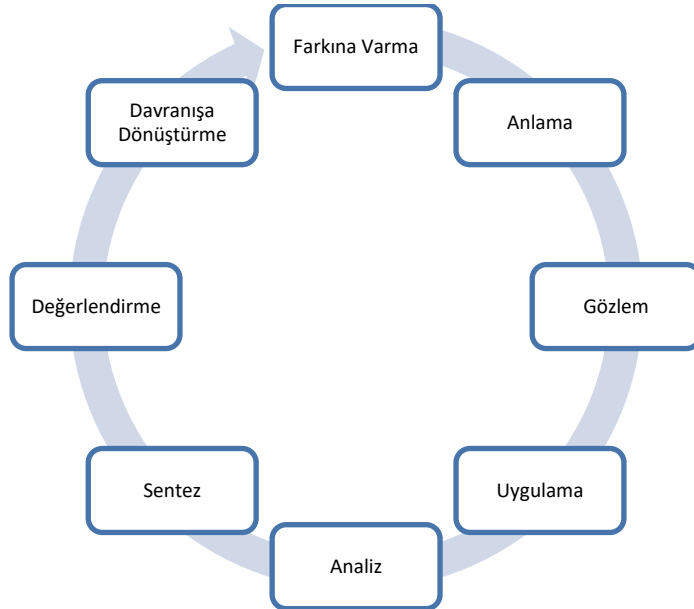 Farkına Varma
Anlama
Gözlem
Uygulama
Analiz
Sentez
Değerlendirme
Davranışa
Dönüştürme